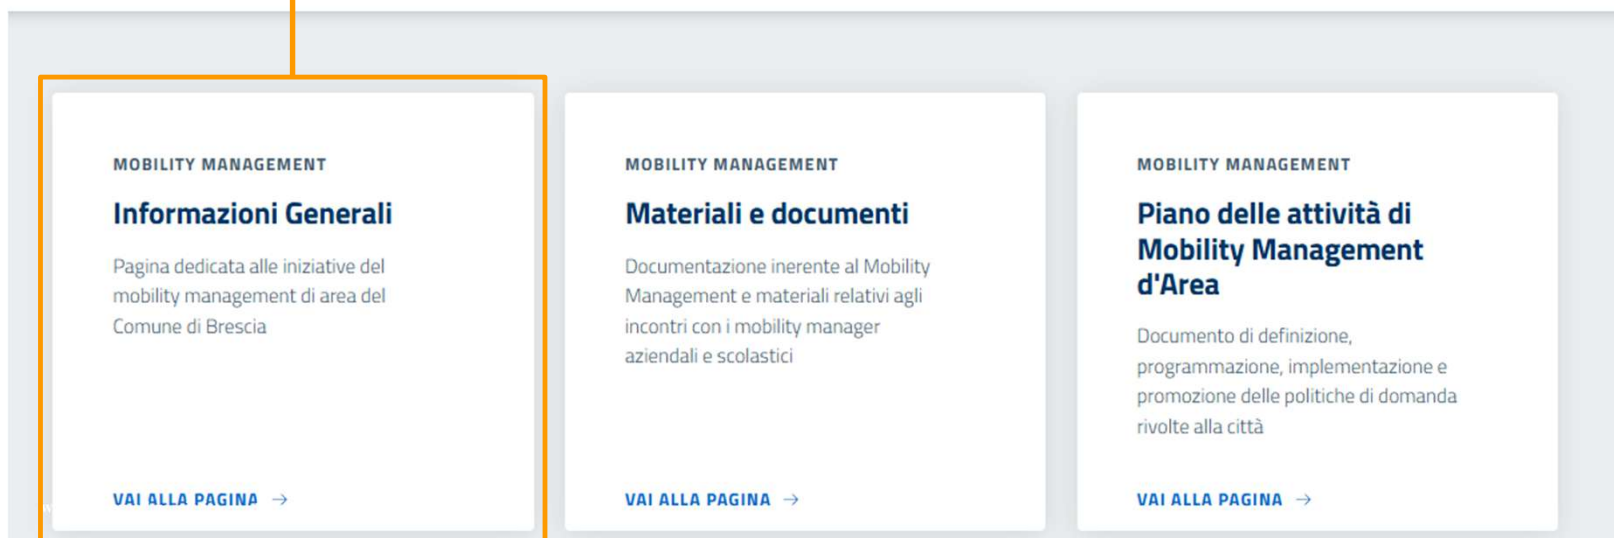 MOBILITY MANAGEMENT
Informazioni Generali
Pagina dedicata alle iniziative del
mobility management di area del
Comune di Brescia
VAI ALLA PAGINA →
MOBILITY MANAGEMENT
Materiali e documenti
Documentazione inerente al Mobility
Management e materiali relativi agli
incontri con i mobility manager
aziendali e scolastici
VAI ALLA PAGINA →
MOBILITY MANAGEMENT
Piano delle attività di
Mobility Management
d'Area
Documento di definizione,
programmazione, implementazione e
promozione delle politiche di domanda
rivolte alla città
VAI ALLA PAGINA →